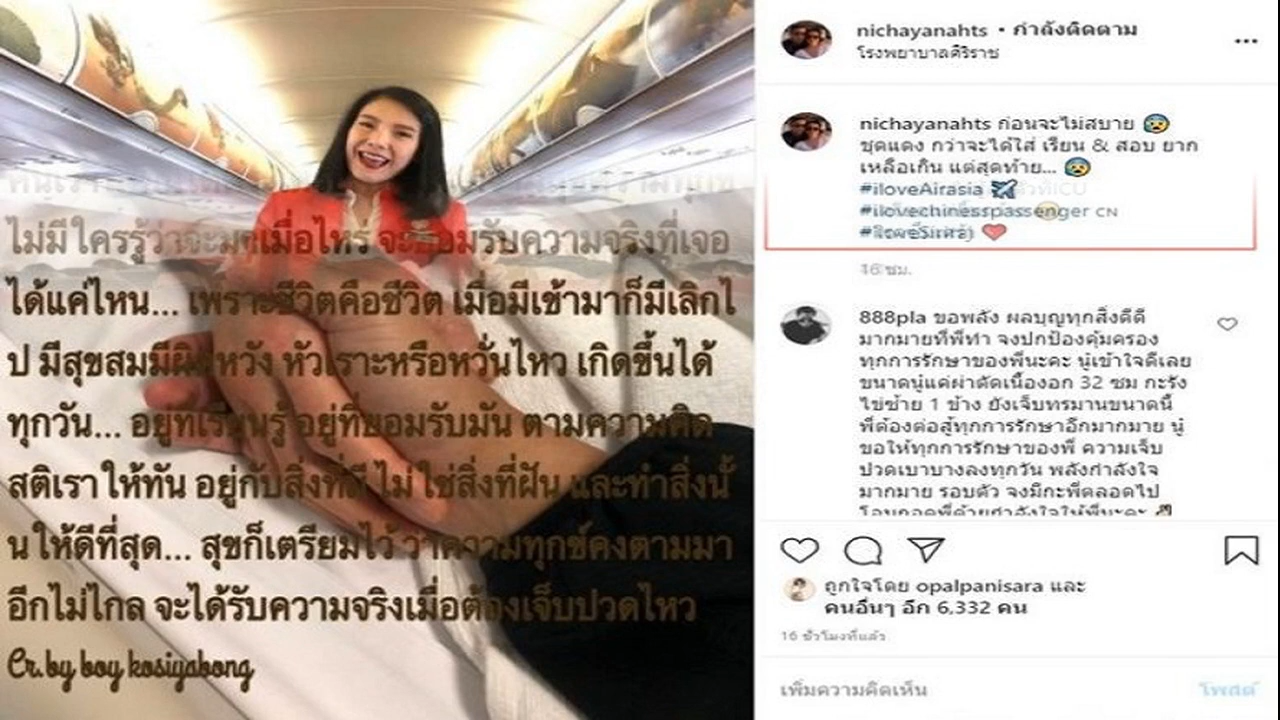 ไม่มีใครรู้ว่าจะมาเมื่อไหร่ จะยอมรับความจริงที่เจอ
ได้แค่ไหน... เพราะชีวิตคือชีวิต เมื่อมีเข้ามาก็มีเลิกไ
ป มีสุขสมมีผิดหวัง หัวเราะหรือหวั่นไหว เกิดขึ้นได้
ทุกวัน... อยู่ที่เรียนรู้ อยู่ที่ยอมรับมัน ตามความคิด
สติเราให้ทัน อยู่กับสิ่งที่มี ไม่ใช่สิ่งที่ฝัน และทำสิ่งนั้
นให้ดีที่สุด... สุขก็เตรียมไว้ ว่าความทุกข์คงตามมา
อีกไม่ไกล จะได้รับความจริงเมื่อต้องเจ็บปวดไหว
Cr.by boy kosiyabong
nichayanahts • กำลังติดตาม
โรงพยาบาลศิริราช
nichayanahts ก่อนจะไม่สบาย 😰
ชุดแดง กว่าจะได้ใส่ เรียน & สอบ ยาก
เหลือเกิน แต่สุดท้าย... 😰
#iloveAirasia ✈️
#ilovechinesspassenger CN
16 ชม.
888pla ขอพลัง ผลบุญทุกสิ่งดีดี
มากมายที่พี่ทำ จงปกป้องคุ้มครอง
ทุกการรักษาของพี่นะคะ นู๋เข้าใจดีเลย
ขนาดนู๋แค่ผ่าตัดเนื้องอก 32 ซม กะรัง
ไข่ซ้าย 1 ข้าง ยังเจ็บทรมานขนาดนี้
พี่ต้องต่อสู้ทุกการรักษาอีกมากมาย นู๋
ขอให้ทุกการรักษาของพี่ ความเจ็บ
ปวดเบาบางลงทุกวัน พลังกำลังใจ
มากมาย รอบตัว จงมีกะพี่ตลอดไป
โอบกอดพี่ด้วยกำลังใจให้พี่นะคะ
ถูกใจโดย opalpanisara และ
คนอื่นๆ อีก 6,332 คน
16 ชั่วโมงที่แล้ว
เพิ่มความคิดเห็น
โพสต์